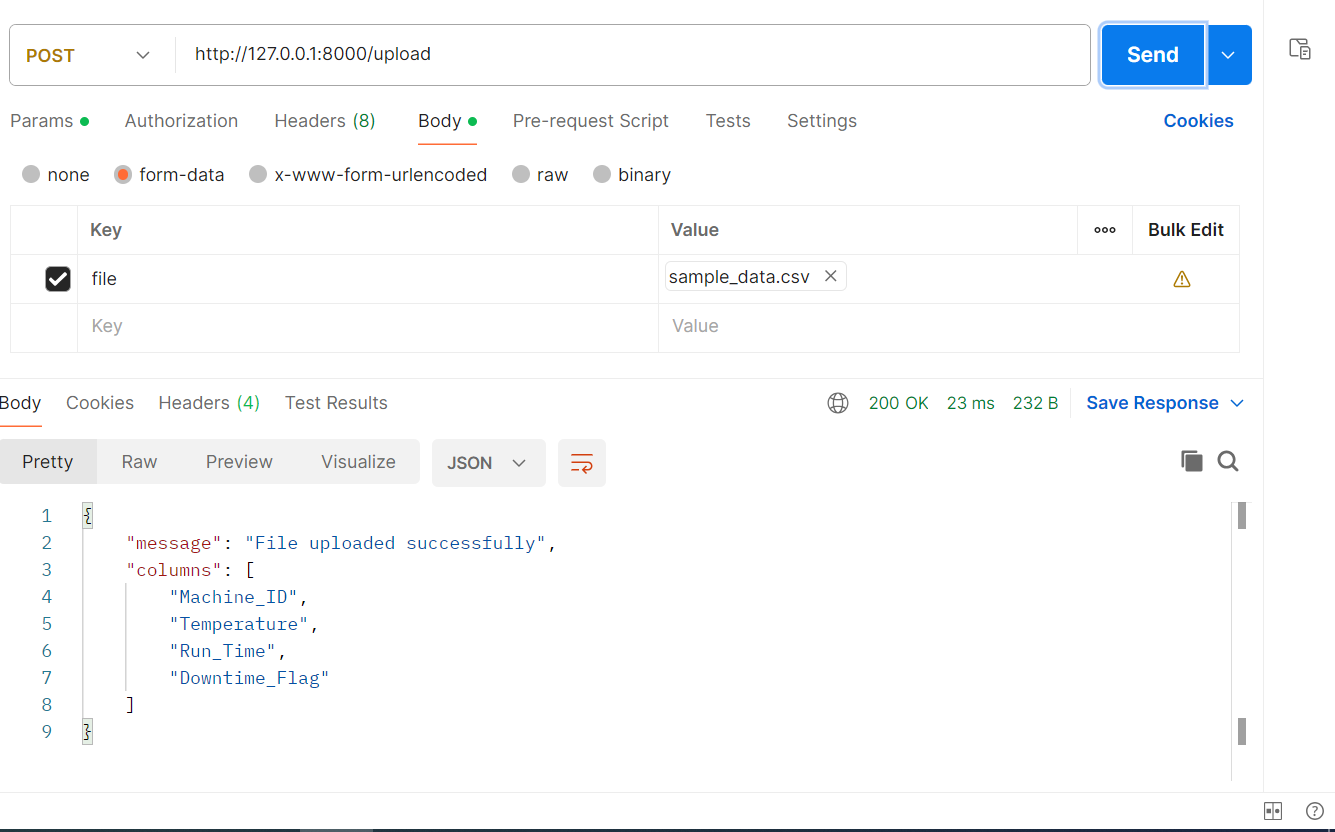 POST http://127.0.0.1:8000/upload Send
Params Authorization Headers (8) Body Pre-request Script Tests Settings Cookies
none form-data x-www-form-urlencoded raw binary
Key Value Bulk Edit
file sample_data.csv
Key Value
Body Cookies Headers (4) Test Results 200 OK 23 ms 232 B Save Response
Pretty Raw Preview Visualize JSON
1 {
2 "message": "File uploaded successfully",
3 "columns": [
4 "Machine_ID",
5 "Temperature",
6 "Run_Time",
7 "Downtime_Flag"
8 ]
9 }